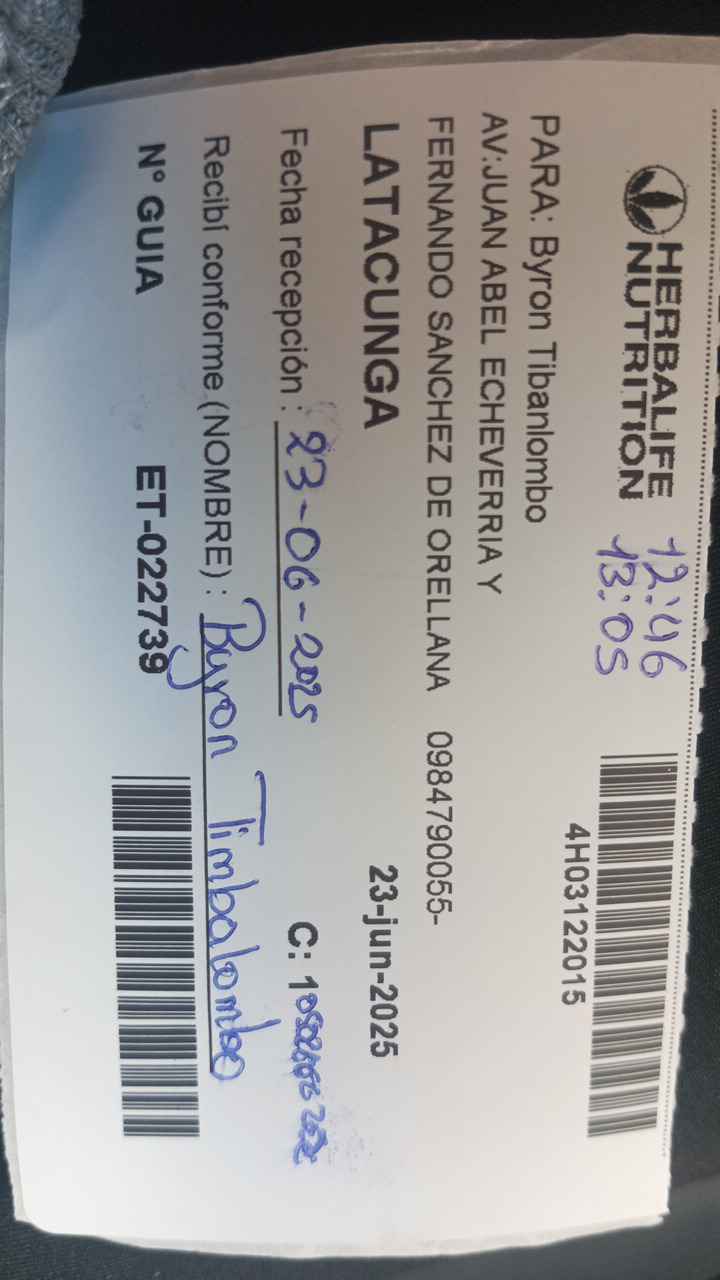 HERBALIFE
NUTRITION
12:46
13:05
4H03122015
PARA: Byron Tibanlombo
AV:JUAN ABEL ECHEVERRIA Y
FERNANDO SANCHEZ DE ORELLANA 0984790055-
LATACUNGA 23-jun-2025
Fecha recepción : 23-06-2025 C: 1
Recibí conforme (NOMBRE) : Byron Timbalombo
N° GUIA ET-022739